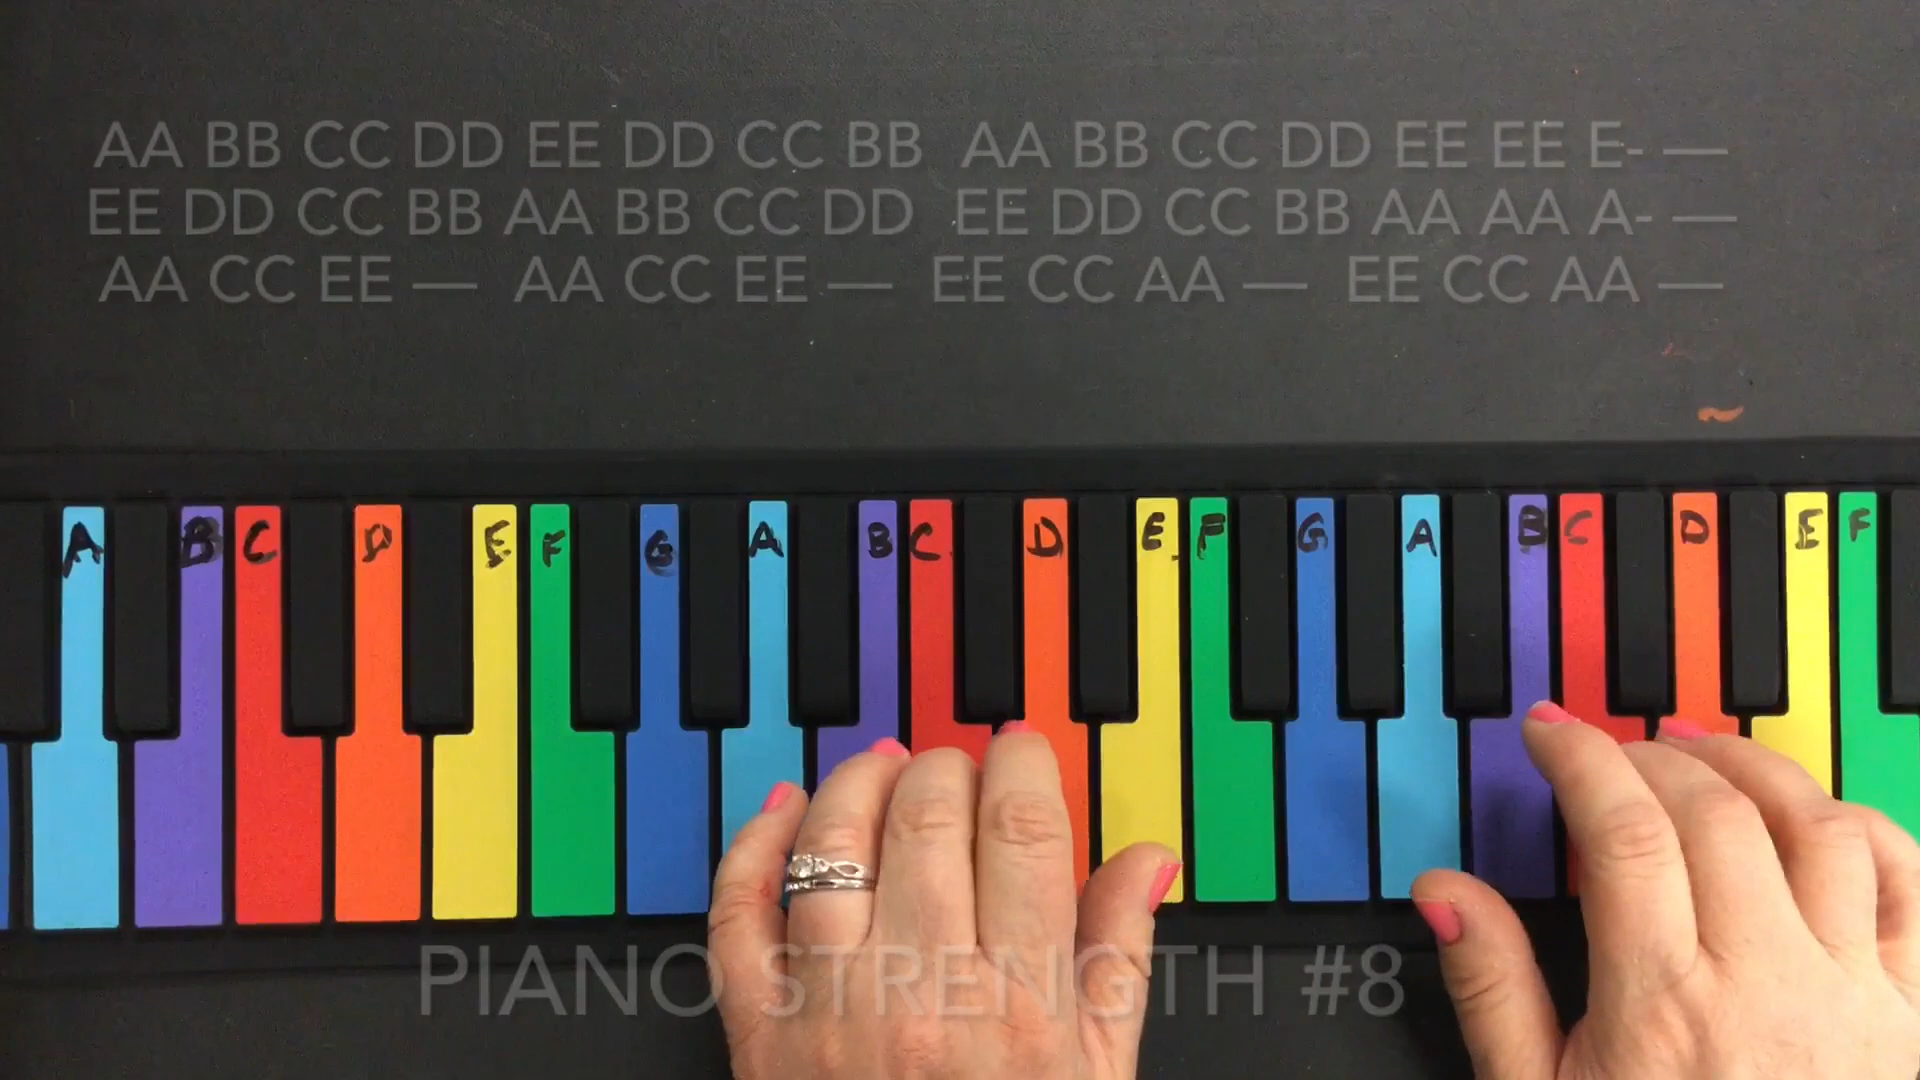 AA BB CC DD EE DD CC BB AA BB CC DD EE EE E- —
EE DD CC BB AA BB CC DD EE DD CC BB AA AA A- —
AA CC EE — AA CC EE — EE CC AA — EE CC AA —
A B C D E F G A B C D E F G A B C D E F
PIANO STRENGTH #8